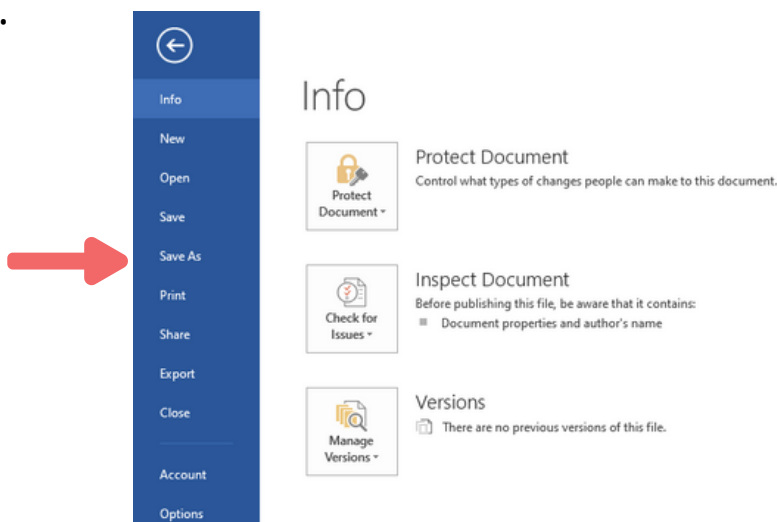 .
Info
New
Open
Save
Save As
Print
Share
Export
Close
Account
Options
Info
Protect
Document
Protect Document
Control what types of changes people can make to this document.
Check for
Issues
Inspect Document
Before publishing this file, be aware that it contains:
Document properties and author's name
Manage
Versions
Versions
There are no previous versions of this file.